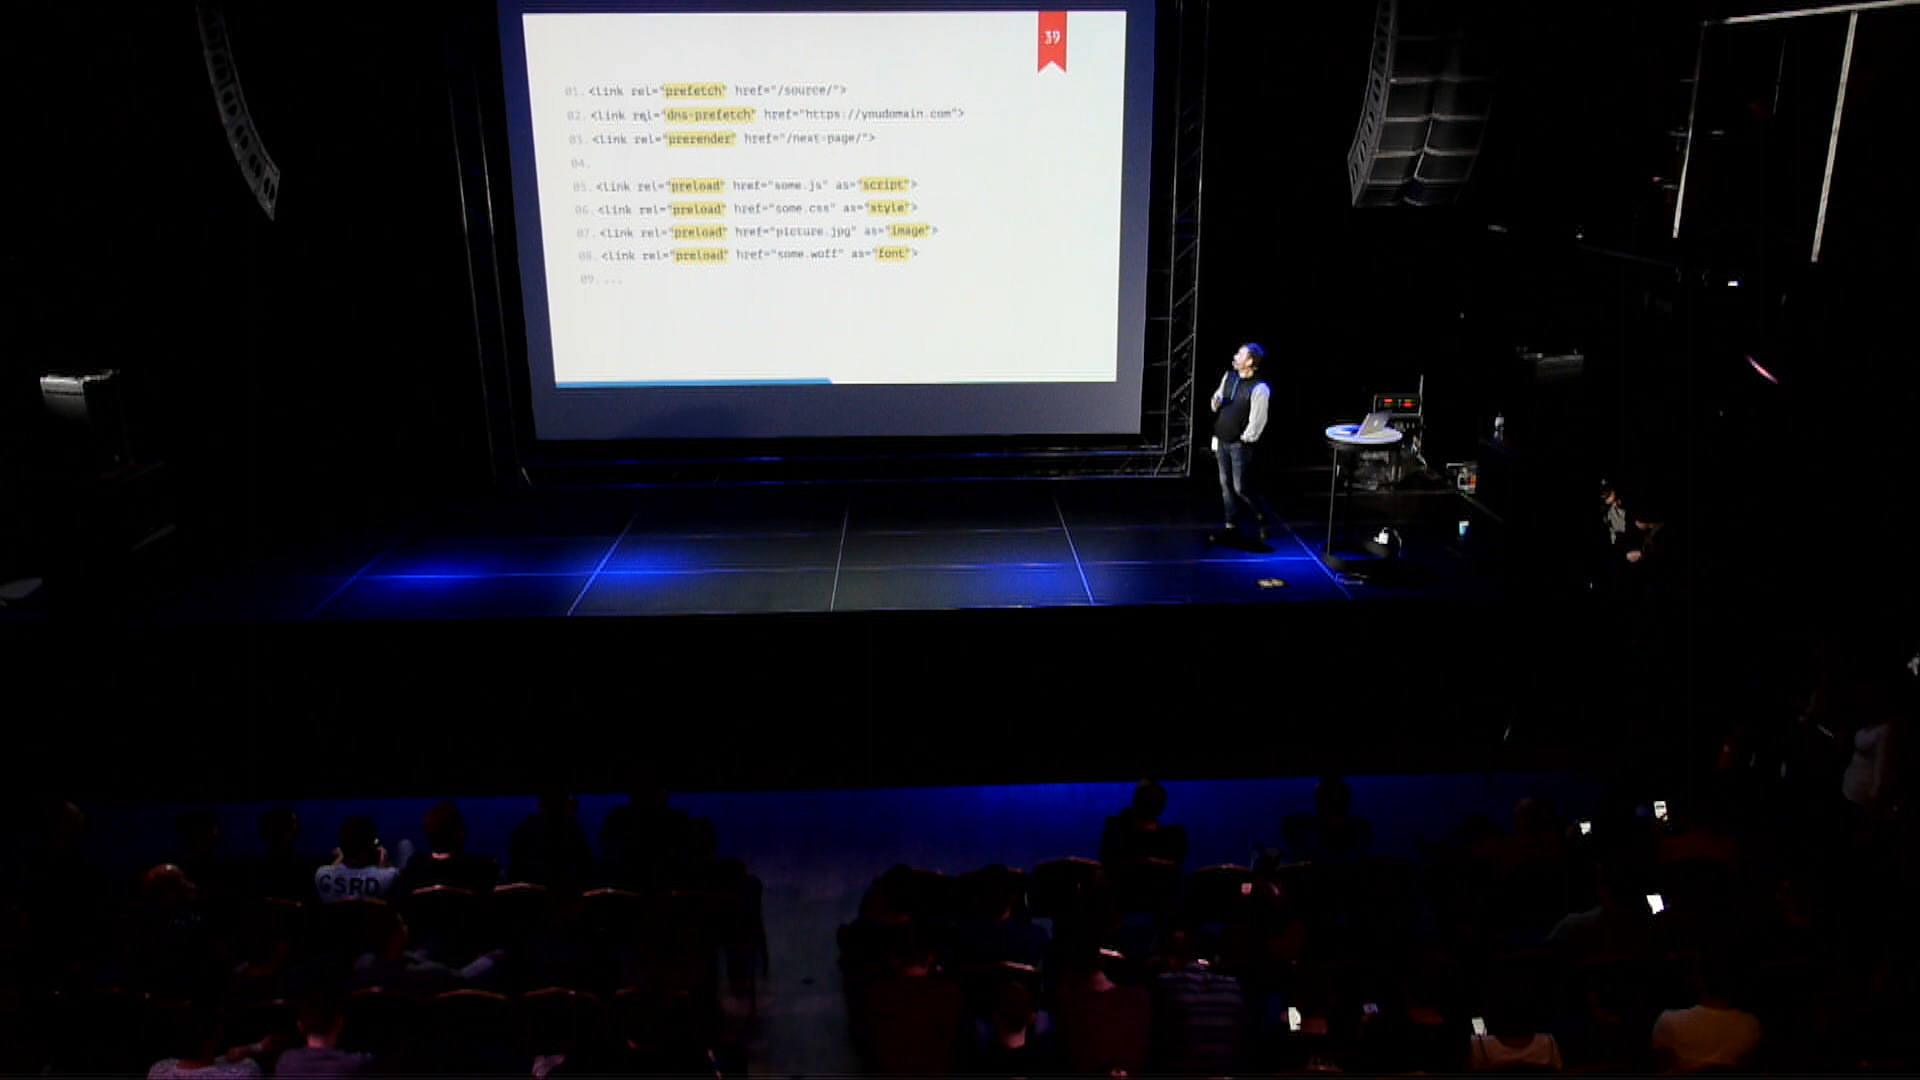 39
01. <link rel="prefetch" href="/source/">
02. <link rel="dns-prefetch" href="https://youdomain.com">
03. <link rel="prerender" href="/next-page/">
04.
05. <link rel="preload" href="some.js" as="script">
06. <link rel="preload" href="some.css" as="style">
07. <link rel="preload" href="picture.jpg" as="image">
08. <link rel="preload" href="some.woff" as="font">
09. ...
GSRD